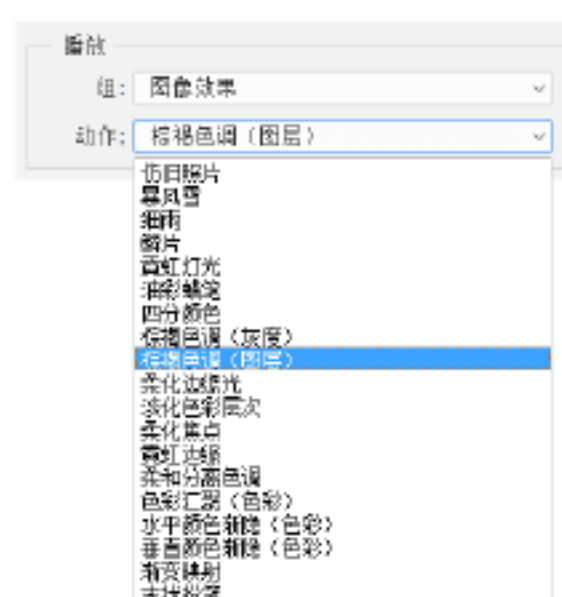 播放
组: 图像效果
动作: 棕褐色调（图层）
仿旧照片
暴风雪
细雨
鳞片
霓虹灯光
油彩蜡笔
四分颜色
棕褐色调（灰度）
棕褐色调（图层）
柔化边缘光
淡化色彩层次
柔化焦点
霓虹边缘
柔和分离色调
色彩汇聚（色彩）
水平颜色渐隐（色彩）
垂直颜色渐隐（色彩）
渐变映射